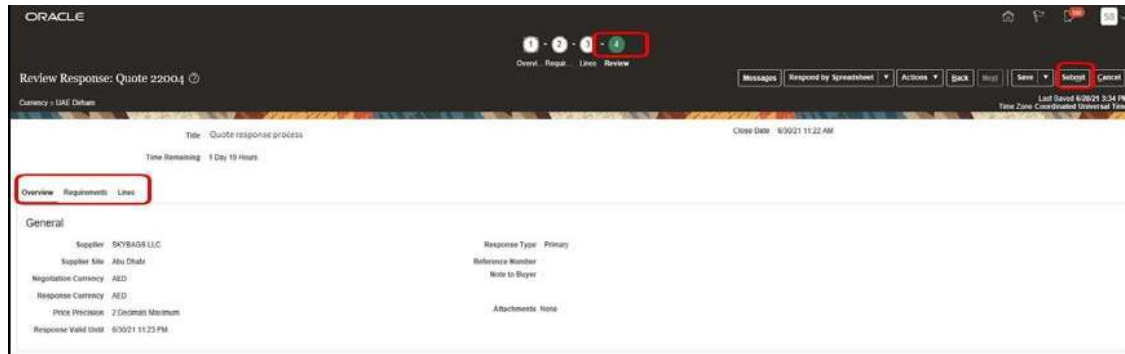 ORACLE
SB
1 2 3 4
Overvi.. Requir... Lines Review
Review Response: Quote 22004
Messages Respond by Spreadsheet Actions Back Next Save Submit Cancel
Currency = UAE Dirham
Last Saved 6/28/21 3:34 PM
Time Zone Coordinated Universal Time
Title Quote response process
Close Date 6/30/21 11:22 AM
Time Remaining 1 Day 19 Hours
Overview Requirements Lines
General
Supplier SKYBAGS LLC
Response Type Primary
Supplier Site Abu Dhabi
Reference Number
Negotiation Currency AED
Note to Buyer
Response Currency AED
Price Precision 2 Decimals Maximum
Attachments None
Response Valid Until 6/30/21 11:23 PM